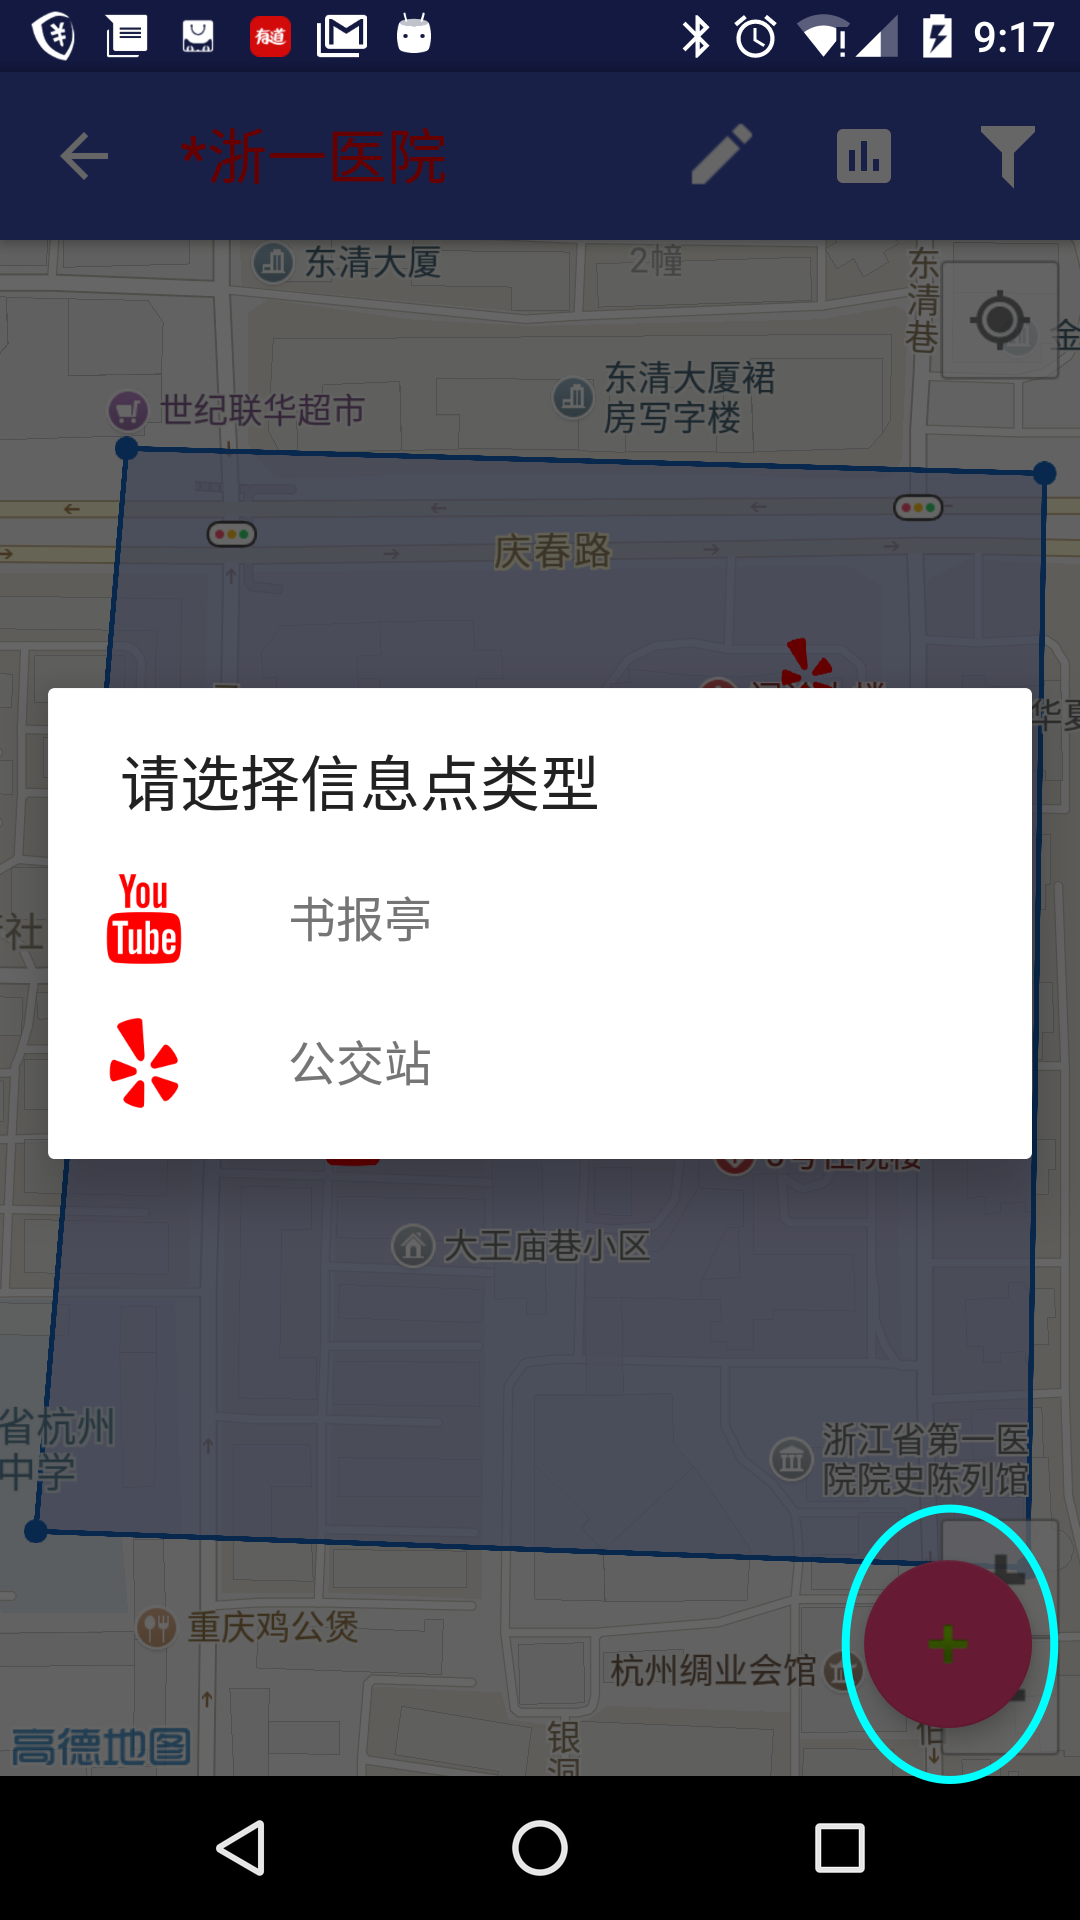 有道
9:17
*浙一医院
东清大厦
2幢
东清巷
金
东清大厦裙
房写字楼
世纪联华超市
庆春路
华夏
请选择信息点类型
You
Tube
书报亭
社
公交站
大王庙巷小区
省杭州
中学
浙江省第一医
院院史陈列馆
重庆鸡公煲
杭州绸业会馆
银洞
高德地图